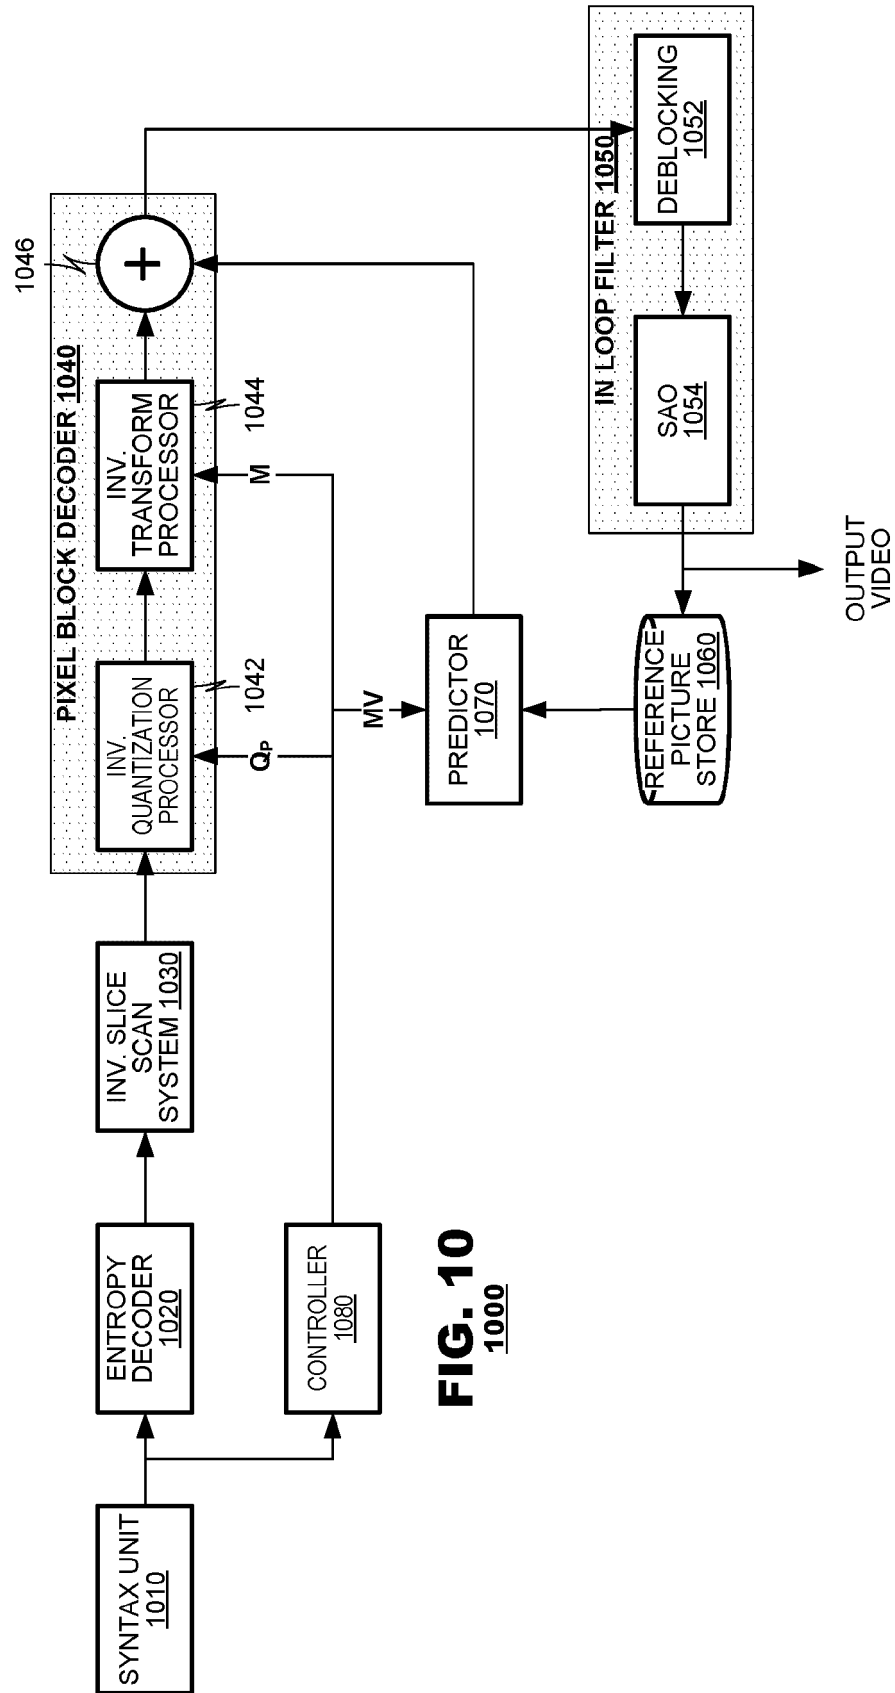 SYNTAX UNIT
1010
ENTROPY
DECODER
1020
INV. SLICE
SCAN
SYSTEM 1030
PIXEL BLOCK DECODER 1040
INV.
QUANTIZATION
PROCESSOR
1042
INV.
TRANSFORM
PROCESSOR
1044
+
1046
CONTROLLER
1080
QP
M
MV
PREDICTOR
1070
IN LOOP FILTER 1050
DEBLOCKING
1052
SAO
1054
REFERENCE
PICTURE
STORE 1060
OUTPUT
VIDEO
FIG. 10
1000